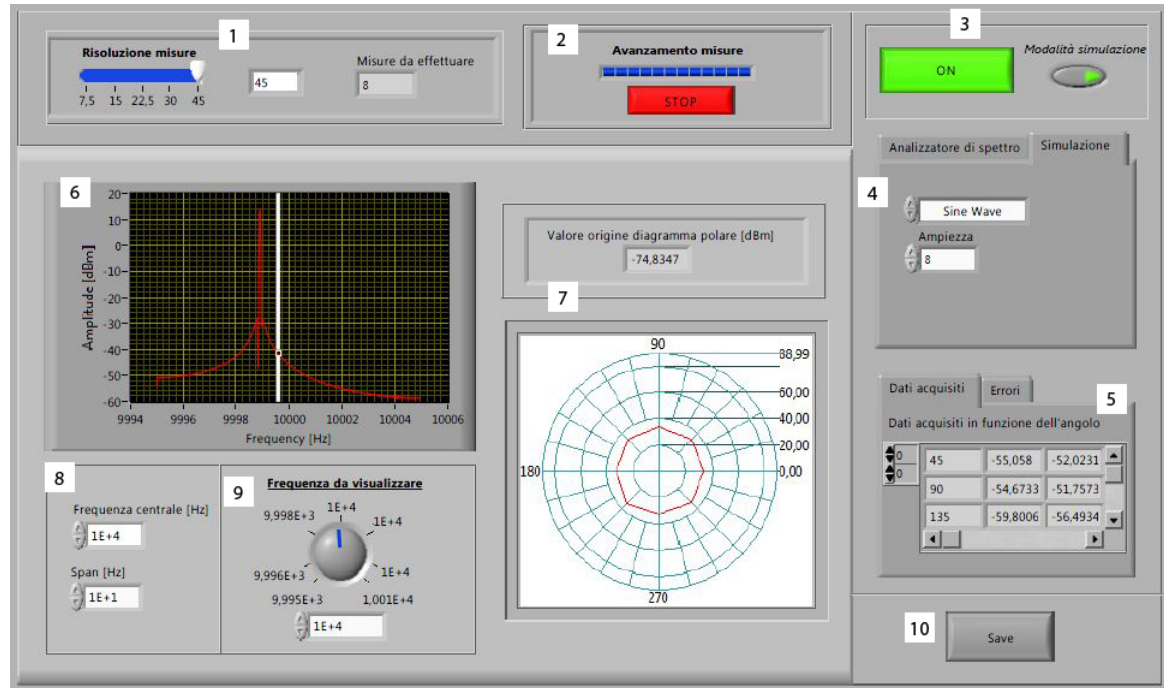 1
Risoluzione misure
7,5 15 22,5 30 45
45
Misure da effettuare
8
2
Avanzamento misure
STOP
3
ON
Modalità simulazione
Analizzatore di spettro
Simulazione
4
Sine Wave
Ampiezza
8
Dati acquisiti
Errori
5
Dati acquisiti in funzione dell'angolo
0
0
45 -55,058 -52,0231
90 -54,6733 -51,7573
135 -59,8006 -56,4934
10
Save
6
Amplitude [dBm]
20
10
0
-10
-20
-30
-40
-50
-60
9994 9996 9998 10000 10002 10004 10006
Frequency [Hz]
Valore origine diagramma polare [dBm]
-74,8347
7
90
88,99
60,00
40,00
20,00
0,00
180
270
8
Frequenza centrale [Hz]
1E+4
Span [Hz]
1E+1
9
Frequenza da visualizzare
9,995E+3
9,996E+3
9,998E+3
1E+4
1E+4
1E+4
1,001E+4
1E+4